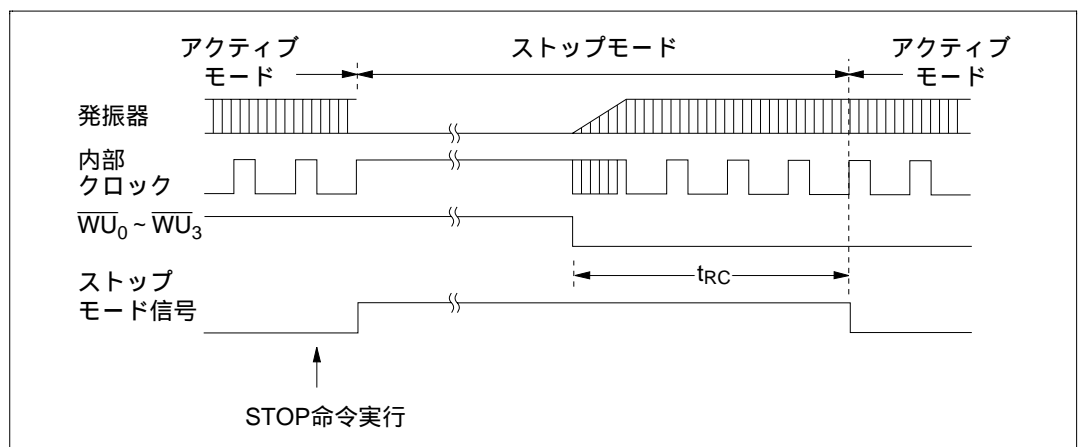 アクティブ
モード
ストップモード
アクティブ
モード
発振器
内部
クロック
W̅U̅₀ ~ W̅U̅₃
tRC
ストップ
モード信号
STOP命令実行